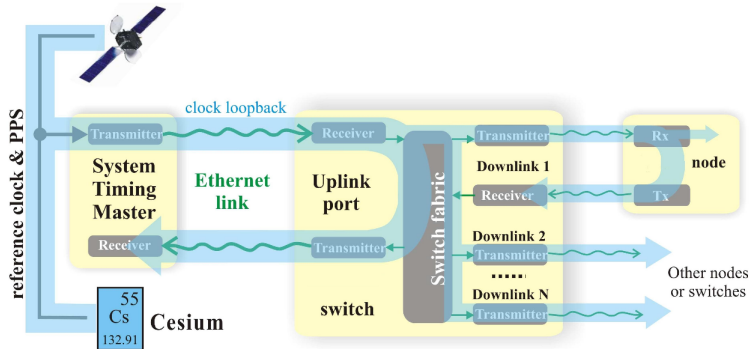 reference clock & PPS
clock loopback
Transmitter
System
Timing
Master
Receiver
Ethernet
link
Receiver
Uplink
port
Transmitter
switch
Switch fabric
Transmitter
Downlink 1
Receiver
Downlink 2
Transmitter
......
Downlink N
Transmitter
Rx
node
Tx
Other nodes
or switches
55
Cs
132.91
Cesium